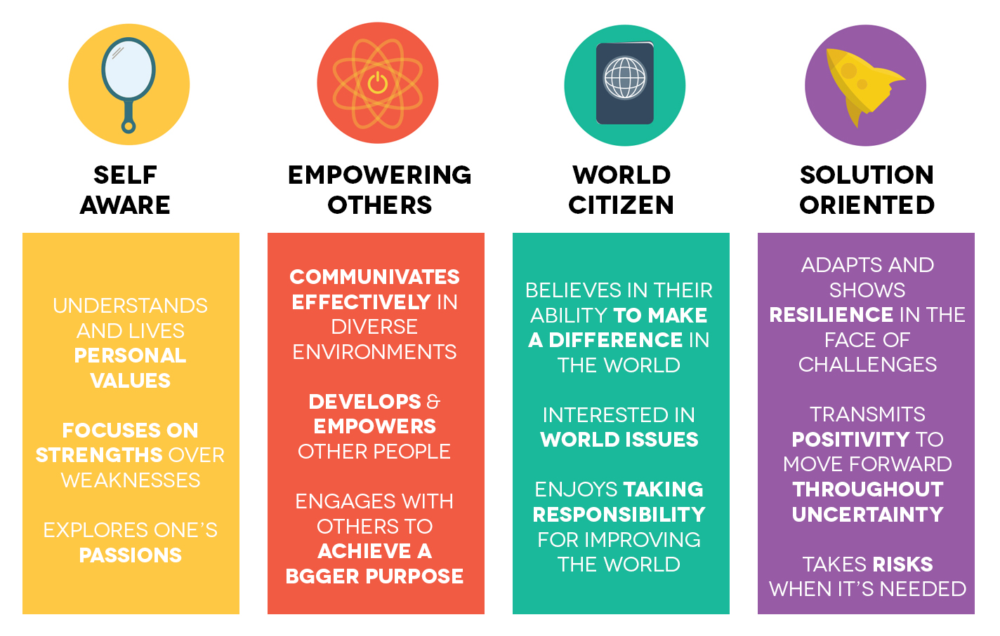 SELF
AWARE
UNDERSTANDS
AND LIVES
PERSONAL
VALUES
FOCUSES ON
STRENGTHS OVER
WEAKNESSES
EXPLORES ONE'S
PASSIONS
EMPOWERING
OTHERS
COMMUNIVATES
EFFECTIVELY IN
DIVERSE
ENVIRONMENTS
DEVELOPS &
EMPOWERS
OTHER PEOPLE
ENGAGES WITH
OTHERS TO
ACHIEVE A
BGGER PURPOSE
WORLD
CITIZEN
BELIEVES IN THEIR
ABILITY TO MAKE
A DIFFERENCE IN
THE WORLD
INTERESTED IN
WORLD ISSUES
ENJOYS TAKING
RESPONSIBILITY
FOR IMPROVING
THE WORLD
SOLUTION
ORIENTED
ADAPTS AND
SHOWS
RESILIENCE IN THE
FACE OF
CHALLENGES
TRANSMITS
POSITIVITY TO
MOVE FORWARD
THROUGHOUT
UNCERTAINTY
TAKES RISKS
WHEN IT'S NEEDED